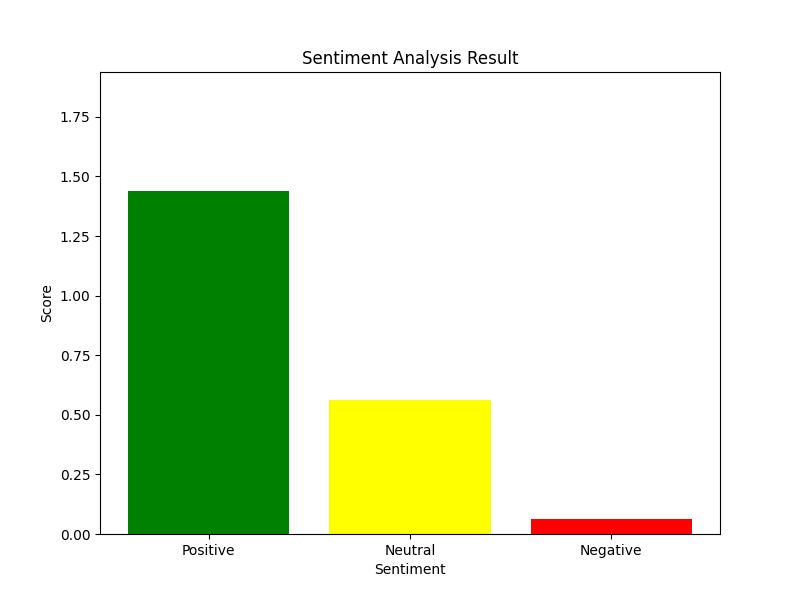 Sentiment Analysis Result
1.75
1.50
1.25
1.00
0.75
0.50
0.25
0.00
Score
Positive Neutral Negative
Sentiment